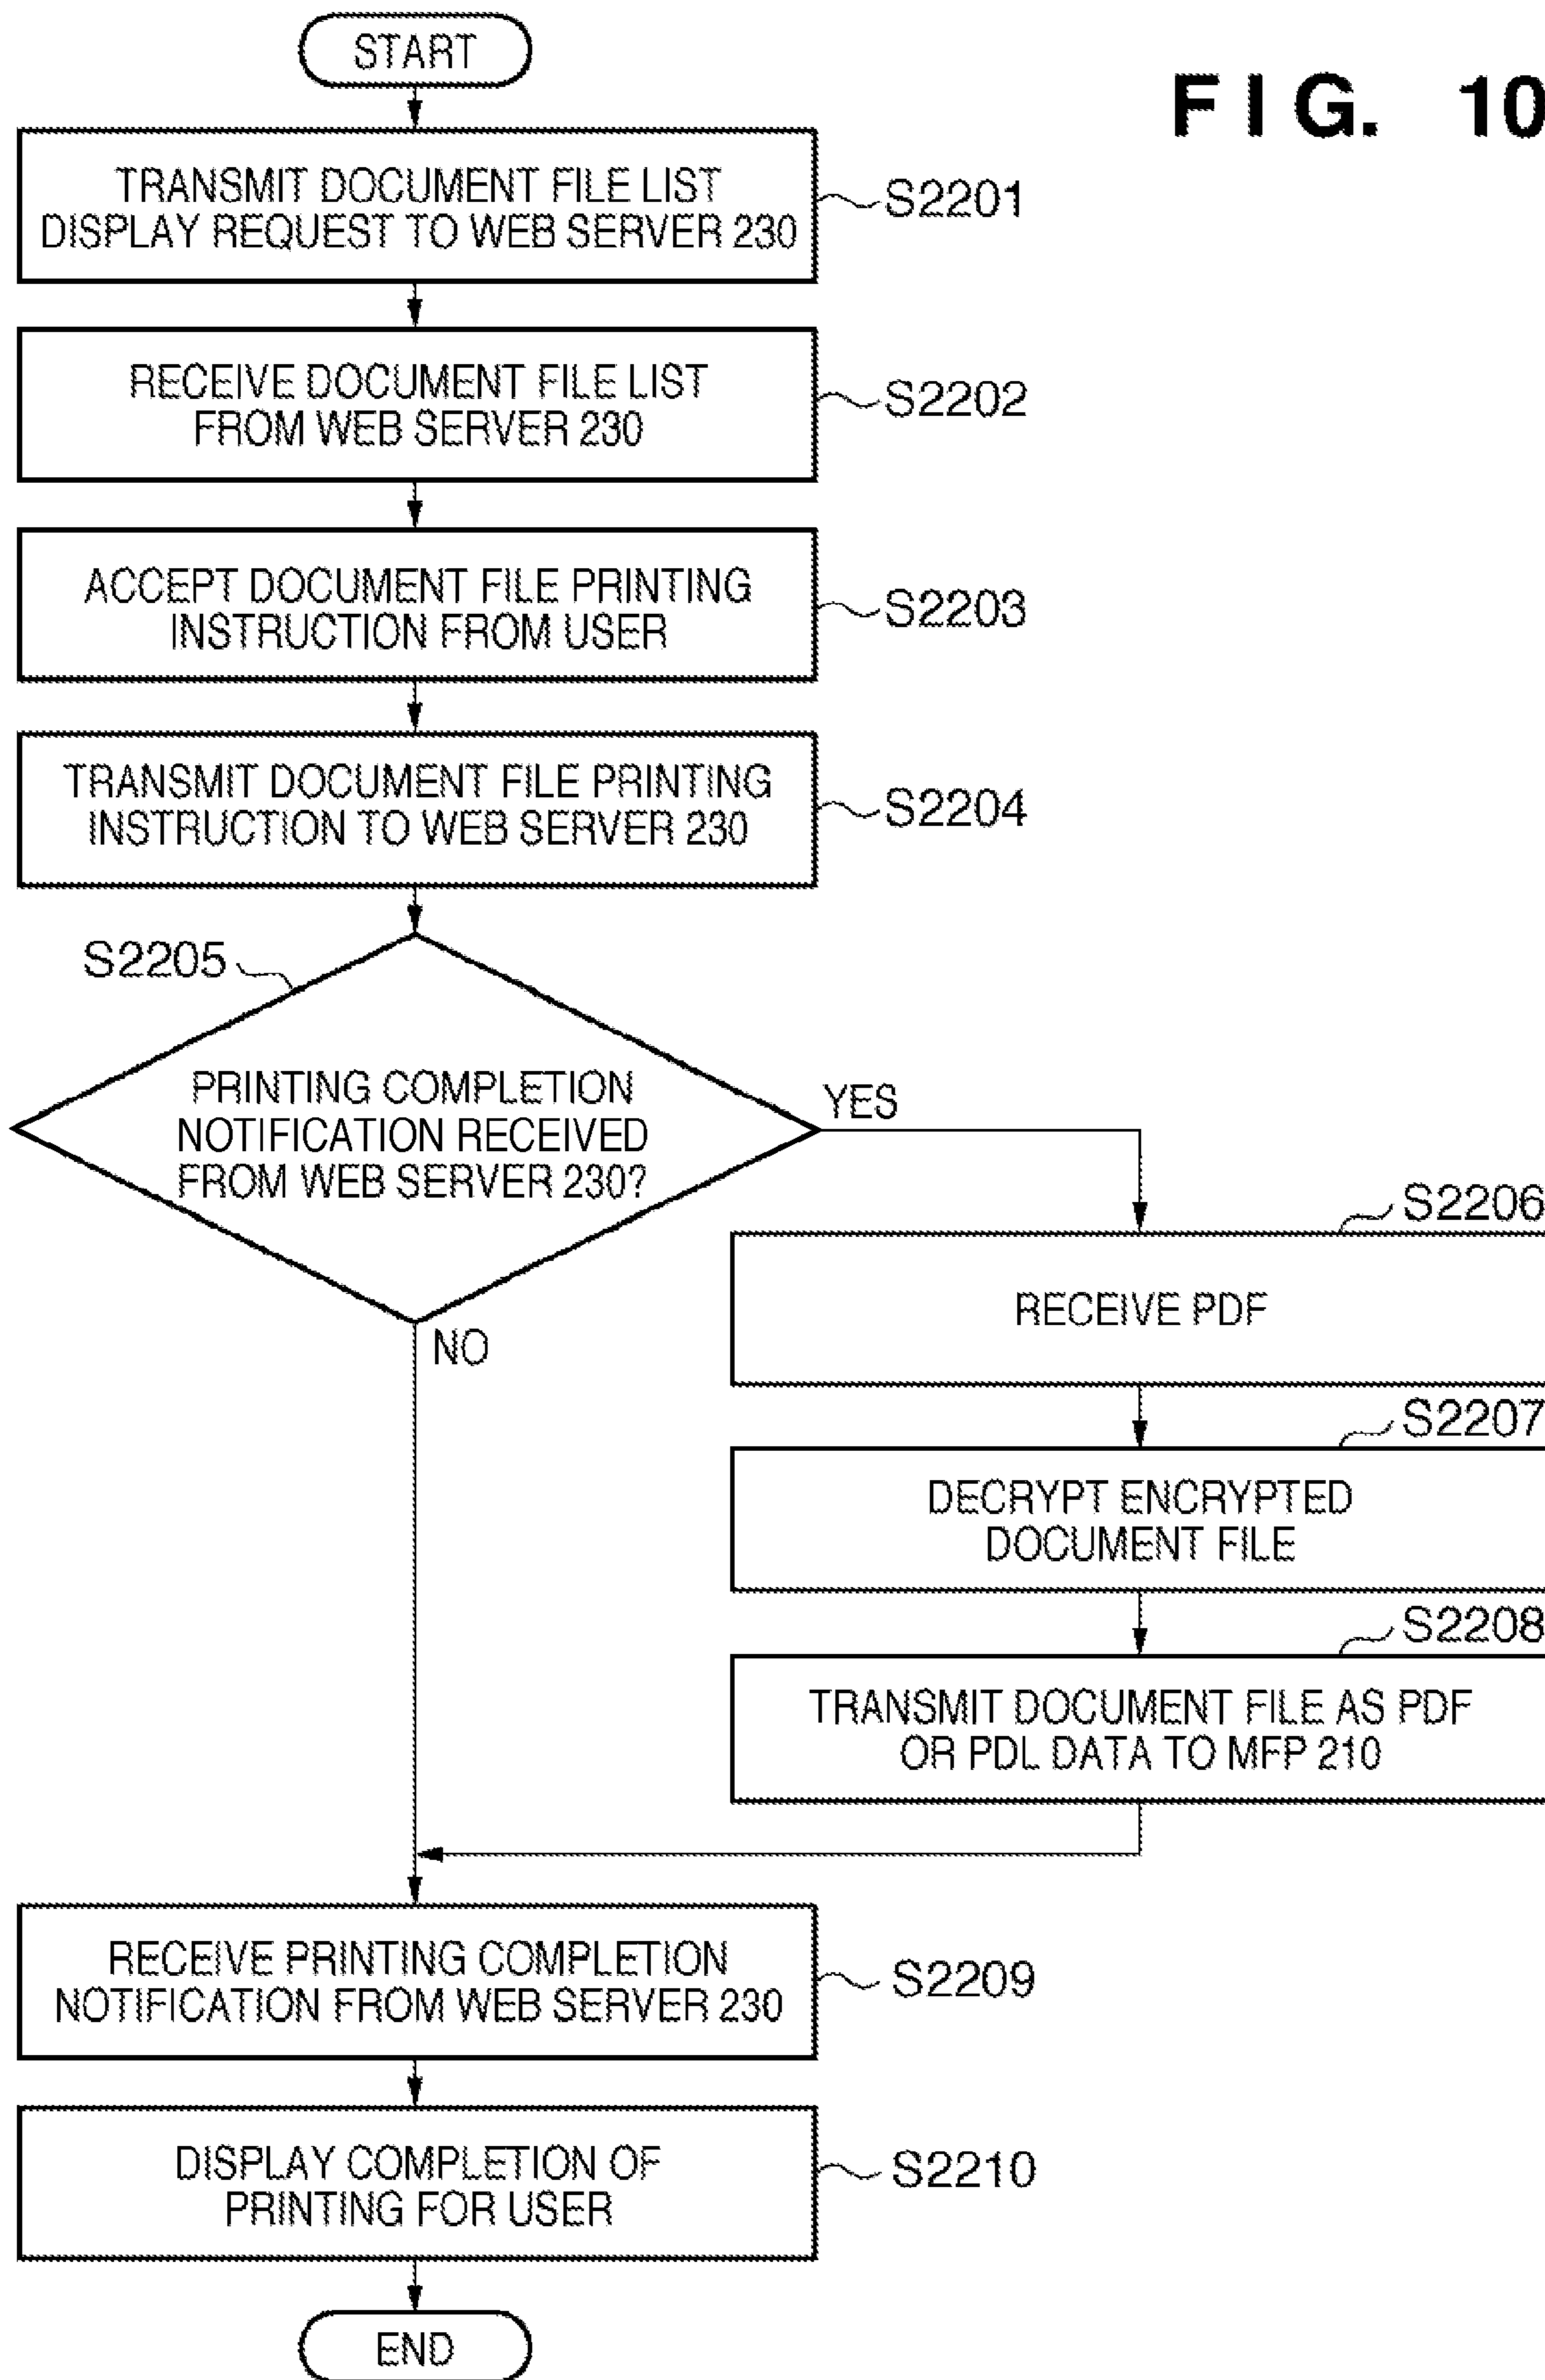 START
FIG. 10
TRANSMIT DOCUMENT FILE LIST
DISPLAY REQUEST TO WEB SERVER 230
S2201
RECEIVE DOCUMENT FILE LIST
FROM WEB SERVER 230
S2202
ACCEPT DOCUMENT FILE PRINTING
INSTRUCTION FROM USER
S2203
TRANSMIT DOCUMENT FILE PRINTING
INSTRUCTION TO WEB SERVER 230
S2204
S2205
PRINTING COMPLETION
NOTIFICATION RECEIVED
FROM WEB SERVER 230?
YES
NO
S2206
RECEIVE PDF
S2207
DECRYPT ENCRYPTED
DOCUMENT FILE
S2208
TRANSMIT DOCUMENT FILE AS PDF
OR PDL DATA TO MFP 210
RECEIVE PRINTING COMPLETION
NOTIFICATION FROM WEB SERVER 230
S2209
DISPLAY COMPLETION OF
PRINTING FOR USER
S2210
END